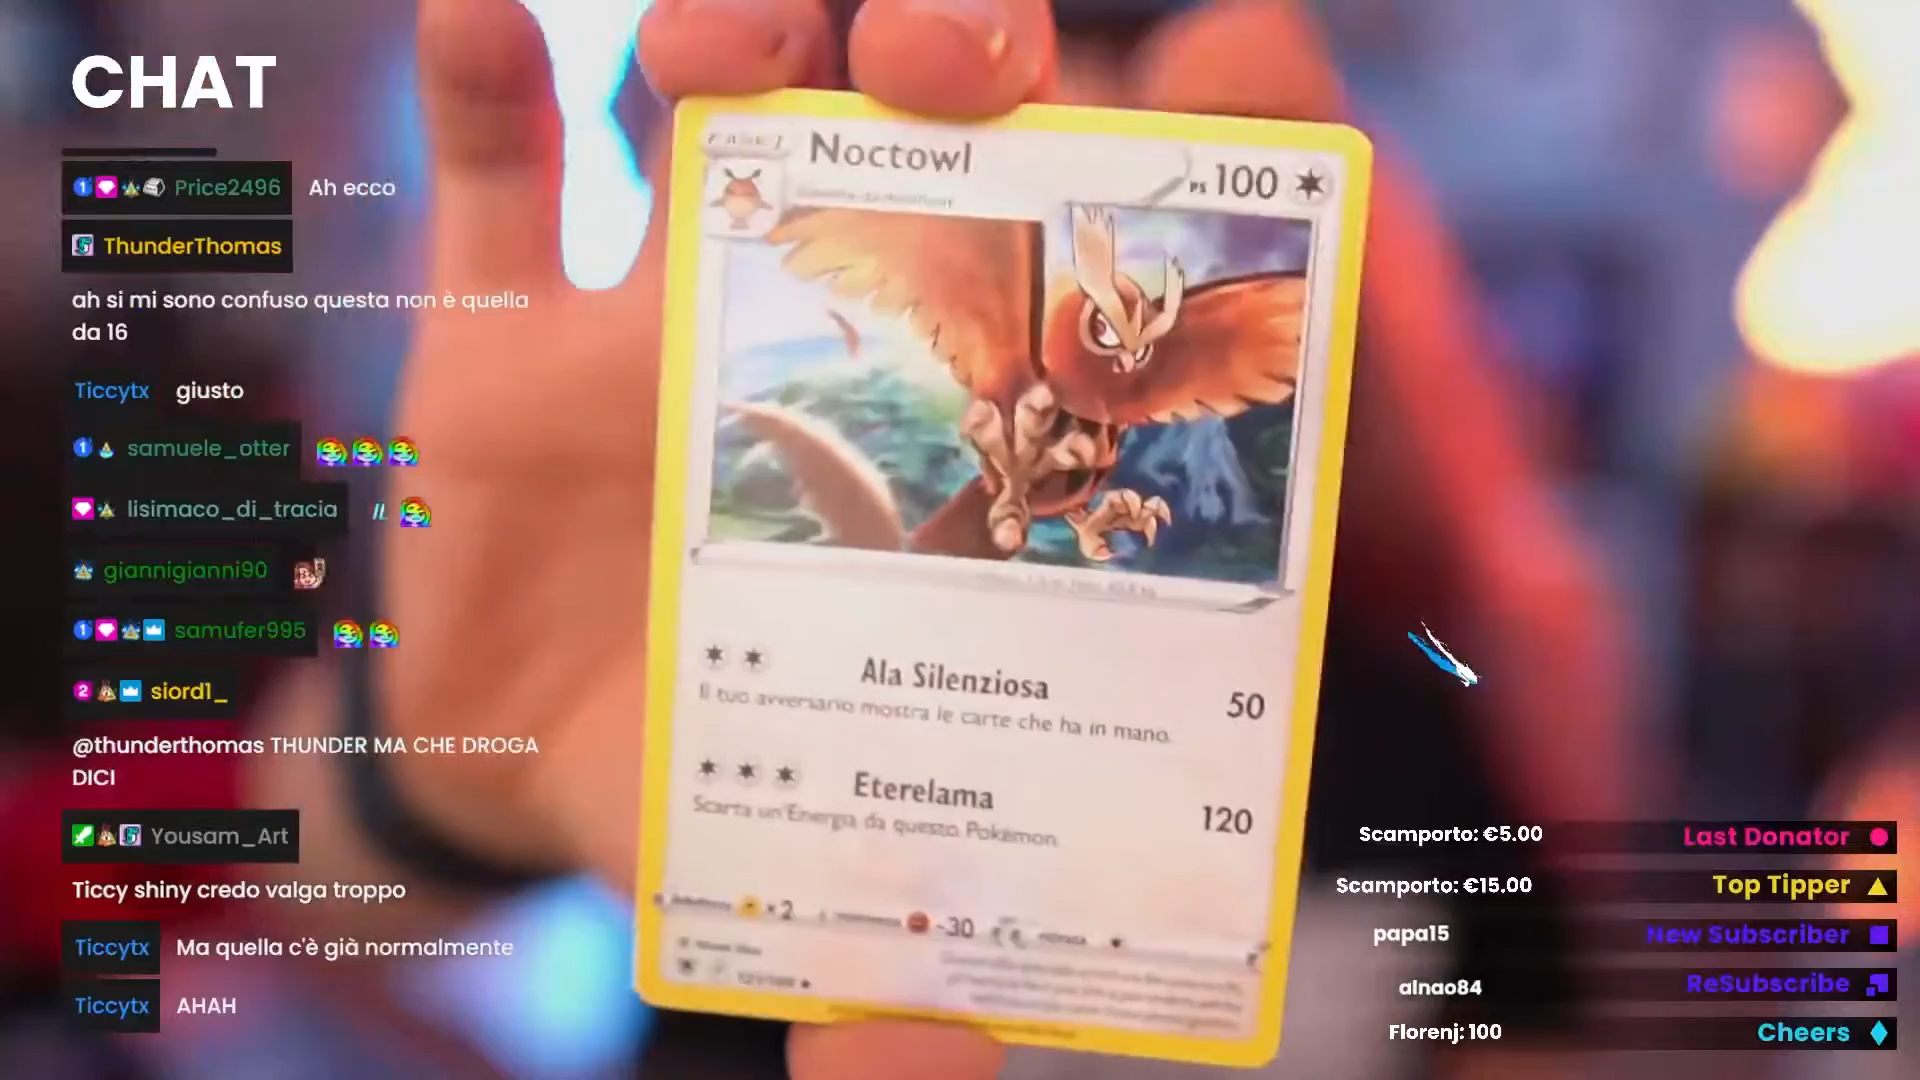 CHAT
Price2496 Ah ecco
ThunderThomas
ah si mi sono confuso questa non è quella
da 16
Ticcytx giusto
samuele_otter
lisimaco_di_tracia IL
giannigianni90
samufer995
siord1_
@thunderthomas THUNDER MA CHE DROGA
DICI
Yousam_Art
Ticcy shiny credo valga troppo
Ticcytx Ma quella c'è già normalmente
Ticcytx AHAH
Noctowl
PS 100
Ala Silenziosa 50
Il tuo avversario mostra le carte che ha in mano.
Eterelama 120
Scarta un'Energia da questo Pokémon.
×2
-30
Scamporto: €5.00 Last Donator
Scamporto: €15.00 Top Tipper
papa15 New Subscriber
alnao84 ReSubscribe
Florenj: 100 Cheers